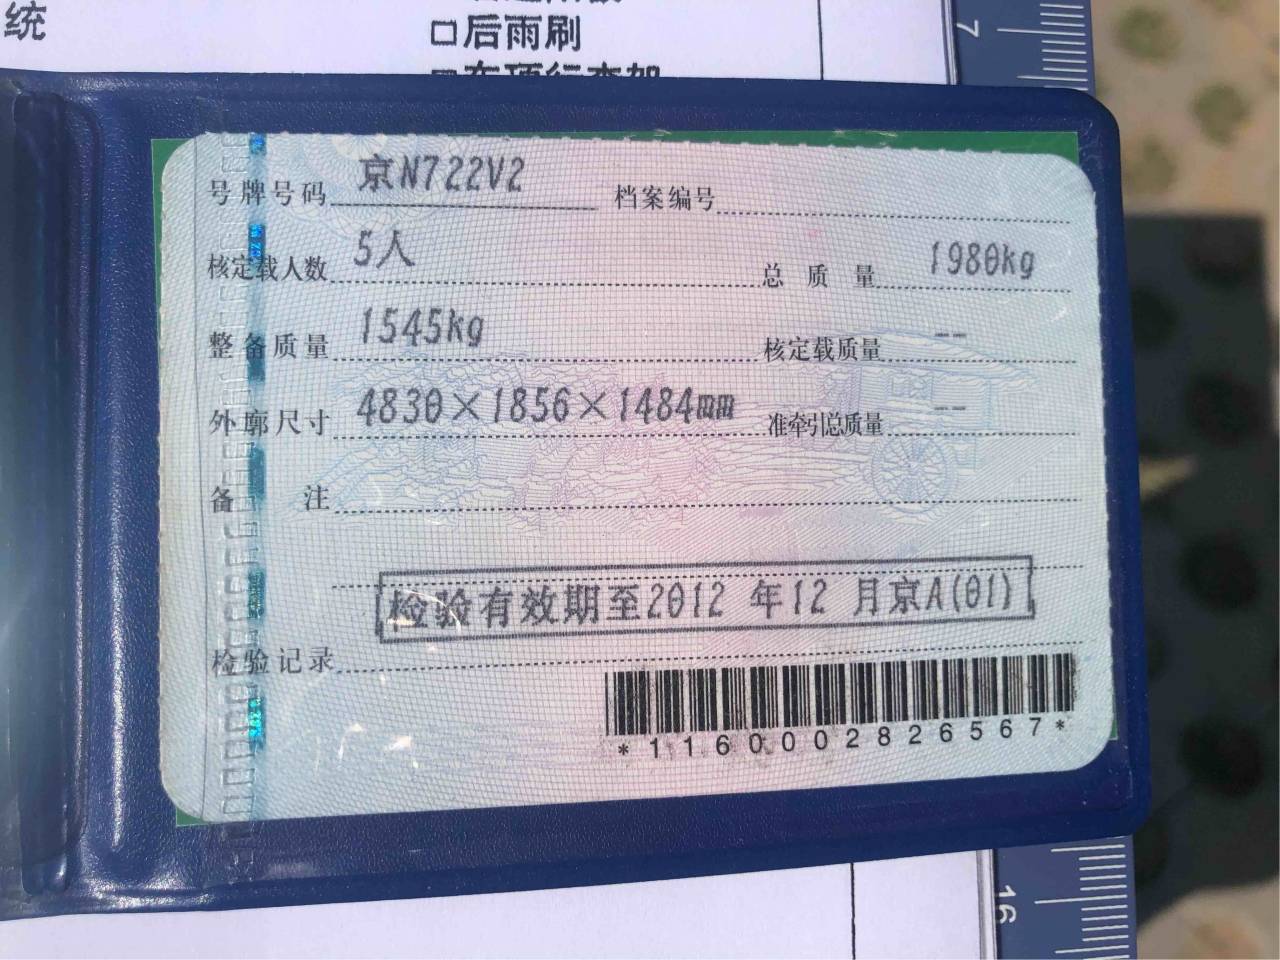 统
□后雨刷
7
号牌号码 京N722V2 档案编号
核定载人数 5人 总质量 1980kg
整备质量 1545kg 核定载质量 --
外廓尺寸 4830×1856×1484mm 准牵引总质量 --
备注
检验有效期至2012 年12 月京A(01)
检验记录
*1160002826567*
16